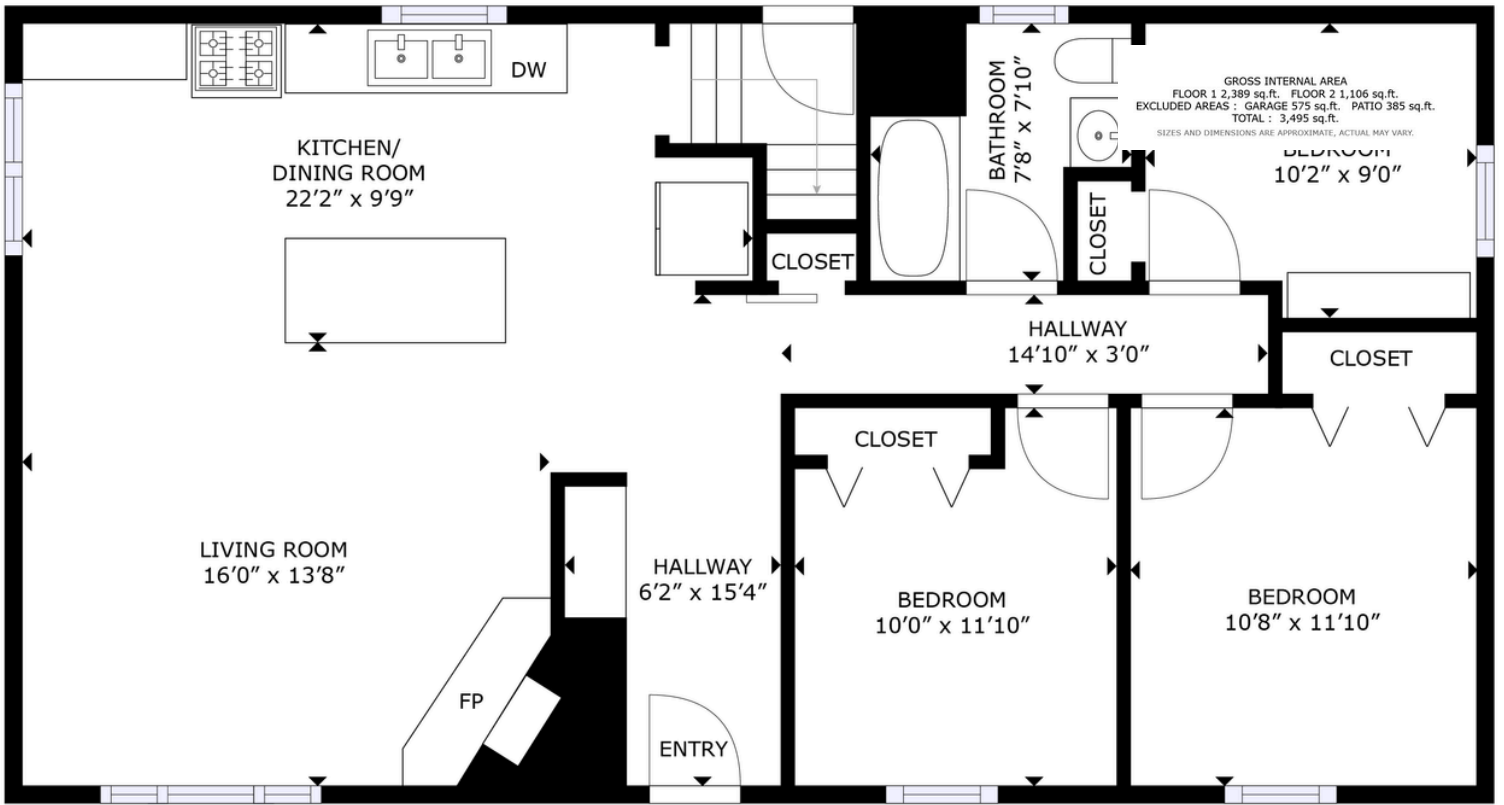 DW
KITCHEN/
DINING ROOM
22'2" x 9'9"
BATHROOM
7'8" x 7'10"
GROSS INTERNAL AREA
FLOOR 1 2,389 sq.ft. FLOOR 2 1,106 sq.ft.
EXCLUDED AREAS : GARAGE 575 sq.ft. PATIO 385 sq.ft.
TOTAL : 3,495 sq.ft.
SIZES AND DIMENSIONS ARE APPROXIMATE, ACTUAL MAY VARY.
BEDROOM
10'2" x 9'0"
CLOSET
CLOSET
HALLWAY
14'10" x 3'0"
CLOSET
CLOSET
LIVING ROOM
16'0" x 13'8"
HALLWAY
6'2" x 15'4"
BEDROOM
10'0" x 11'10"
BEDROOM
10'8" x 11'10"
FP
ENTRY